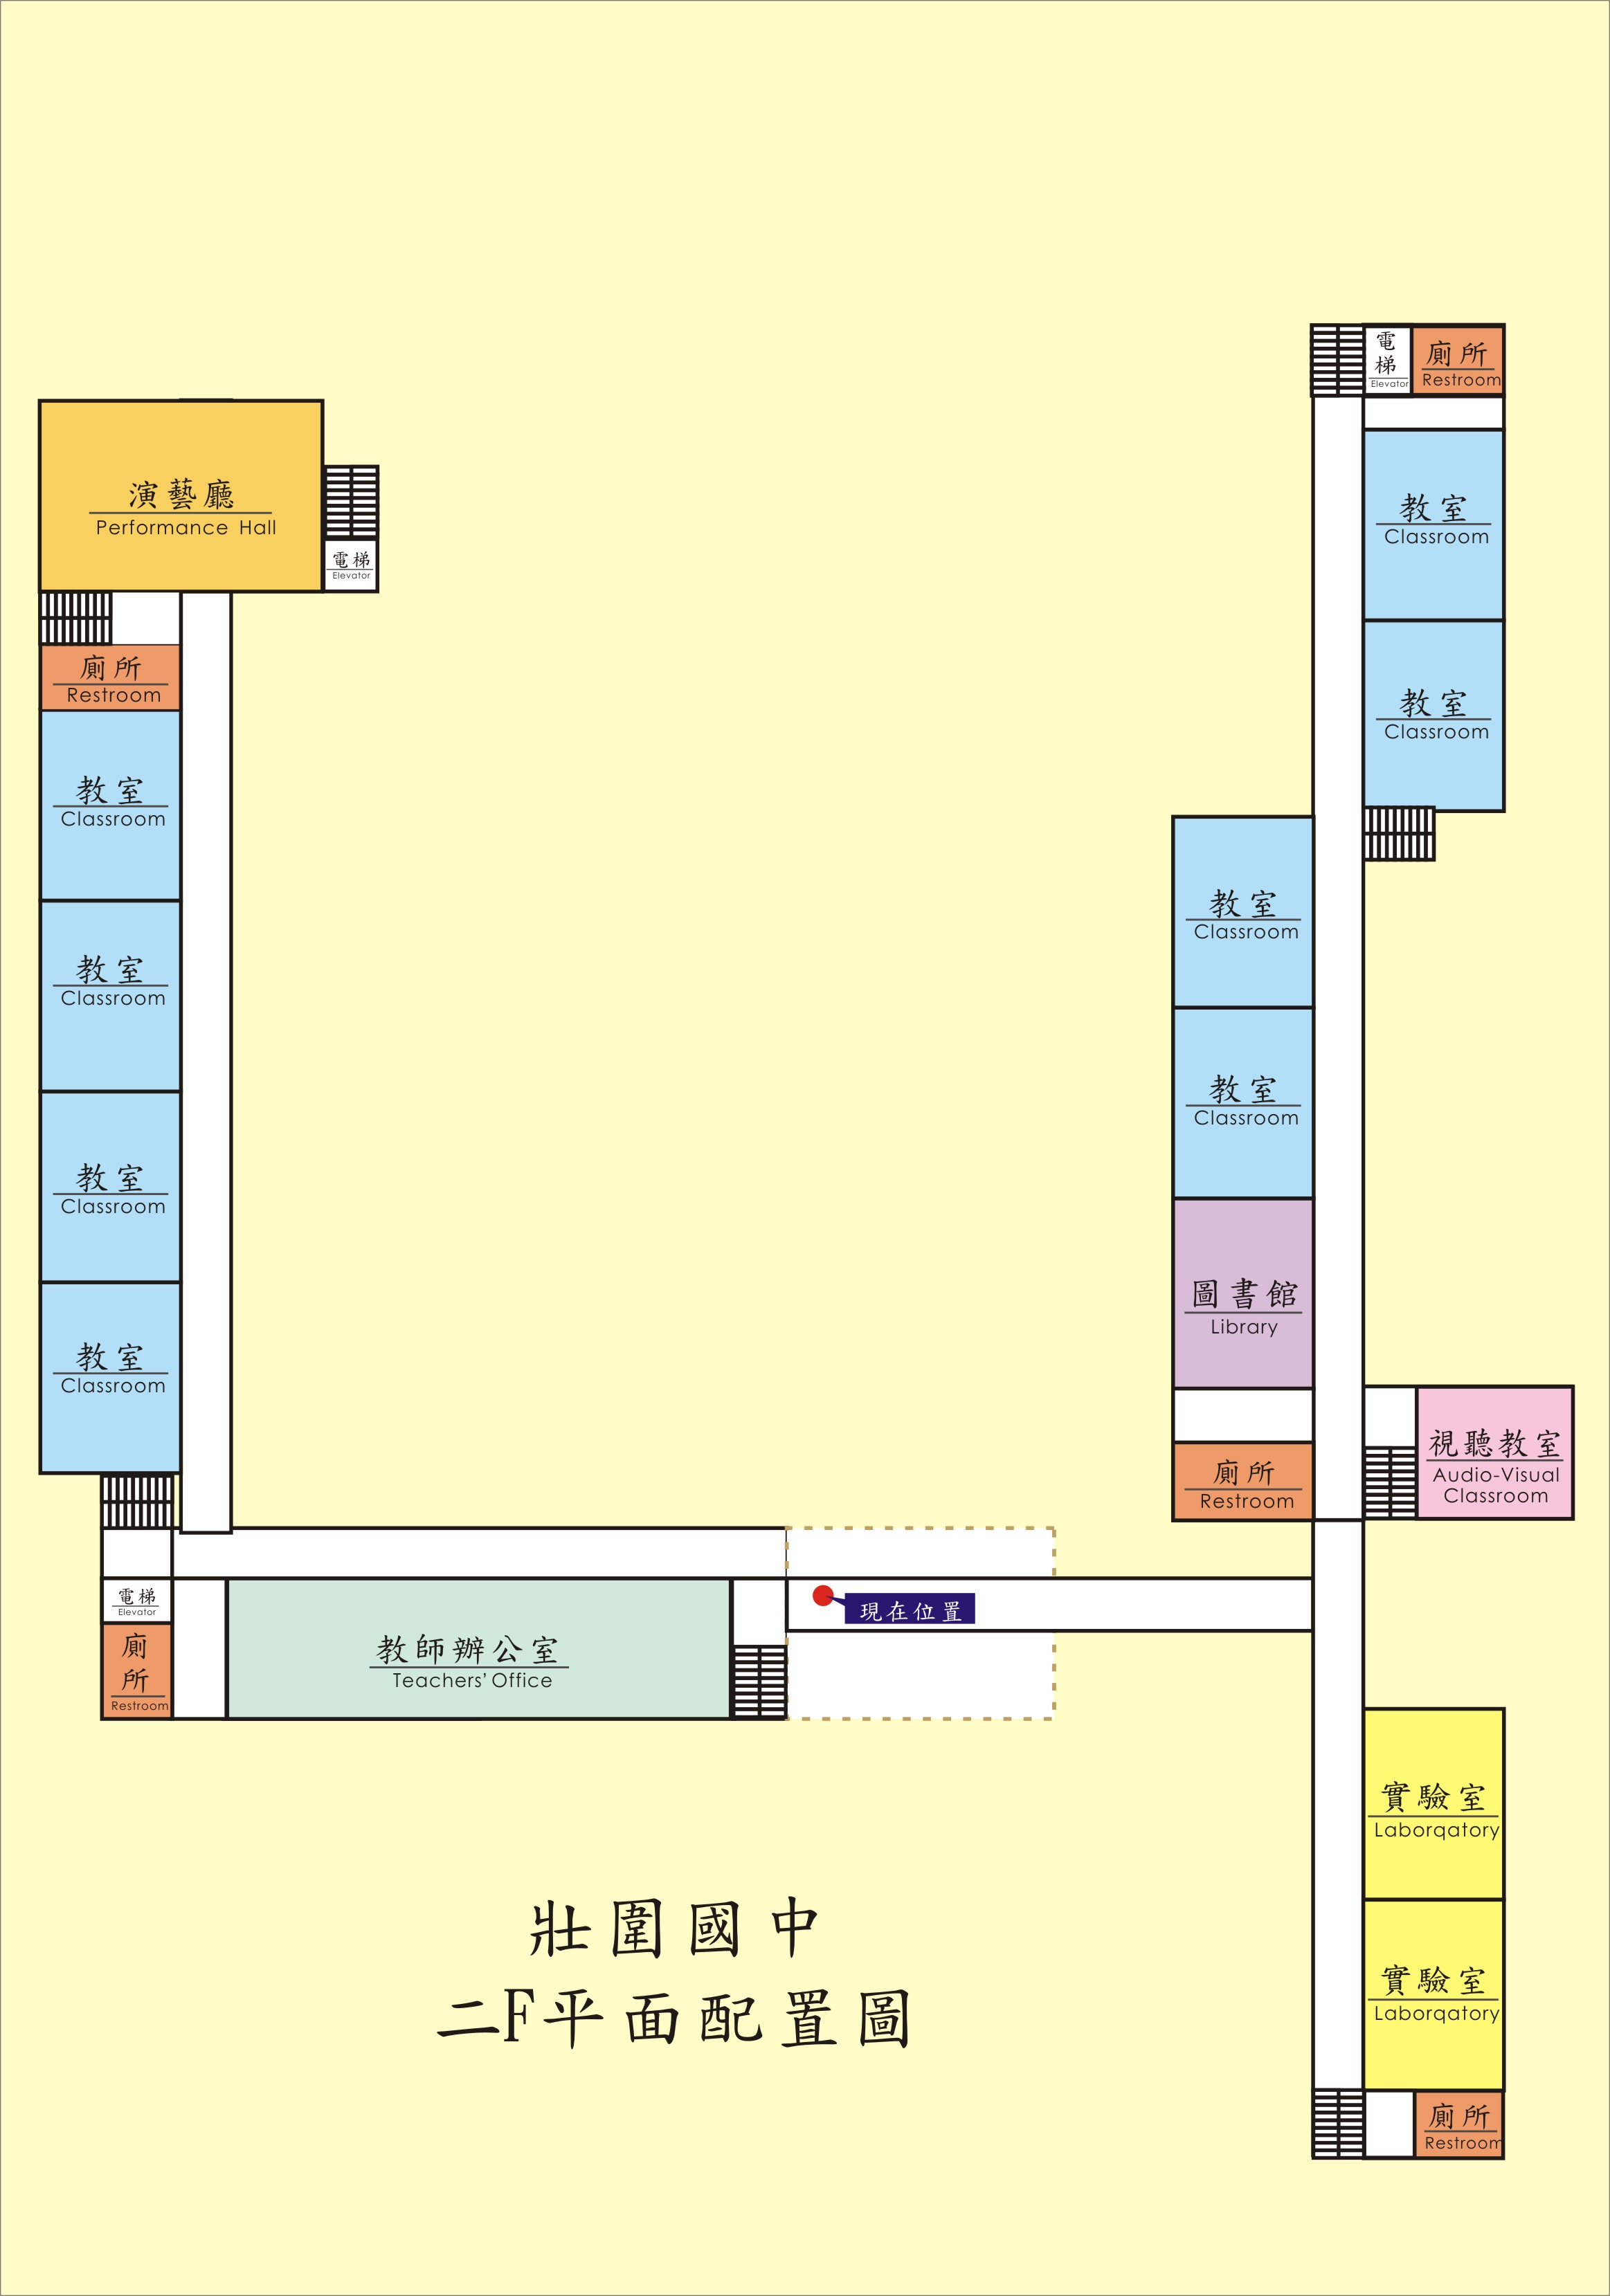 電
梯
Elevator
廁所
Restroom
演藝廳
Performance Hall
電梯
Elevator
教室
Classroom
廁所
Restroom
教室
Classroom
教室
Classroom
教室
Classroom
教室
Classroom
教室
Classroom
教室
Classroom
教室
Classroom
圖書館
Library
視聽教室
Audio-Visual
Classroom
廁所
Restroom
電梯
Elevator
廁
所
Restroom
教師辦公室
Teachers' Office
現在位置
實驗室
Laborqatory
實驗室
Laborqatory
廁所
Restroom
壯圍國中
二F平面配置圖